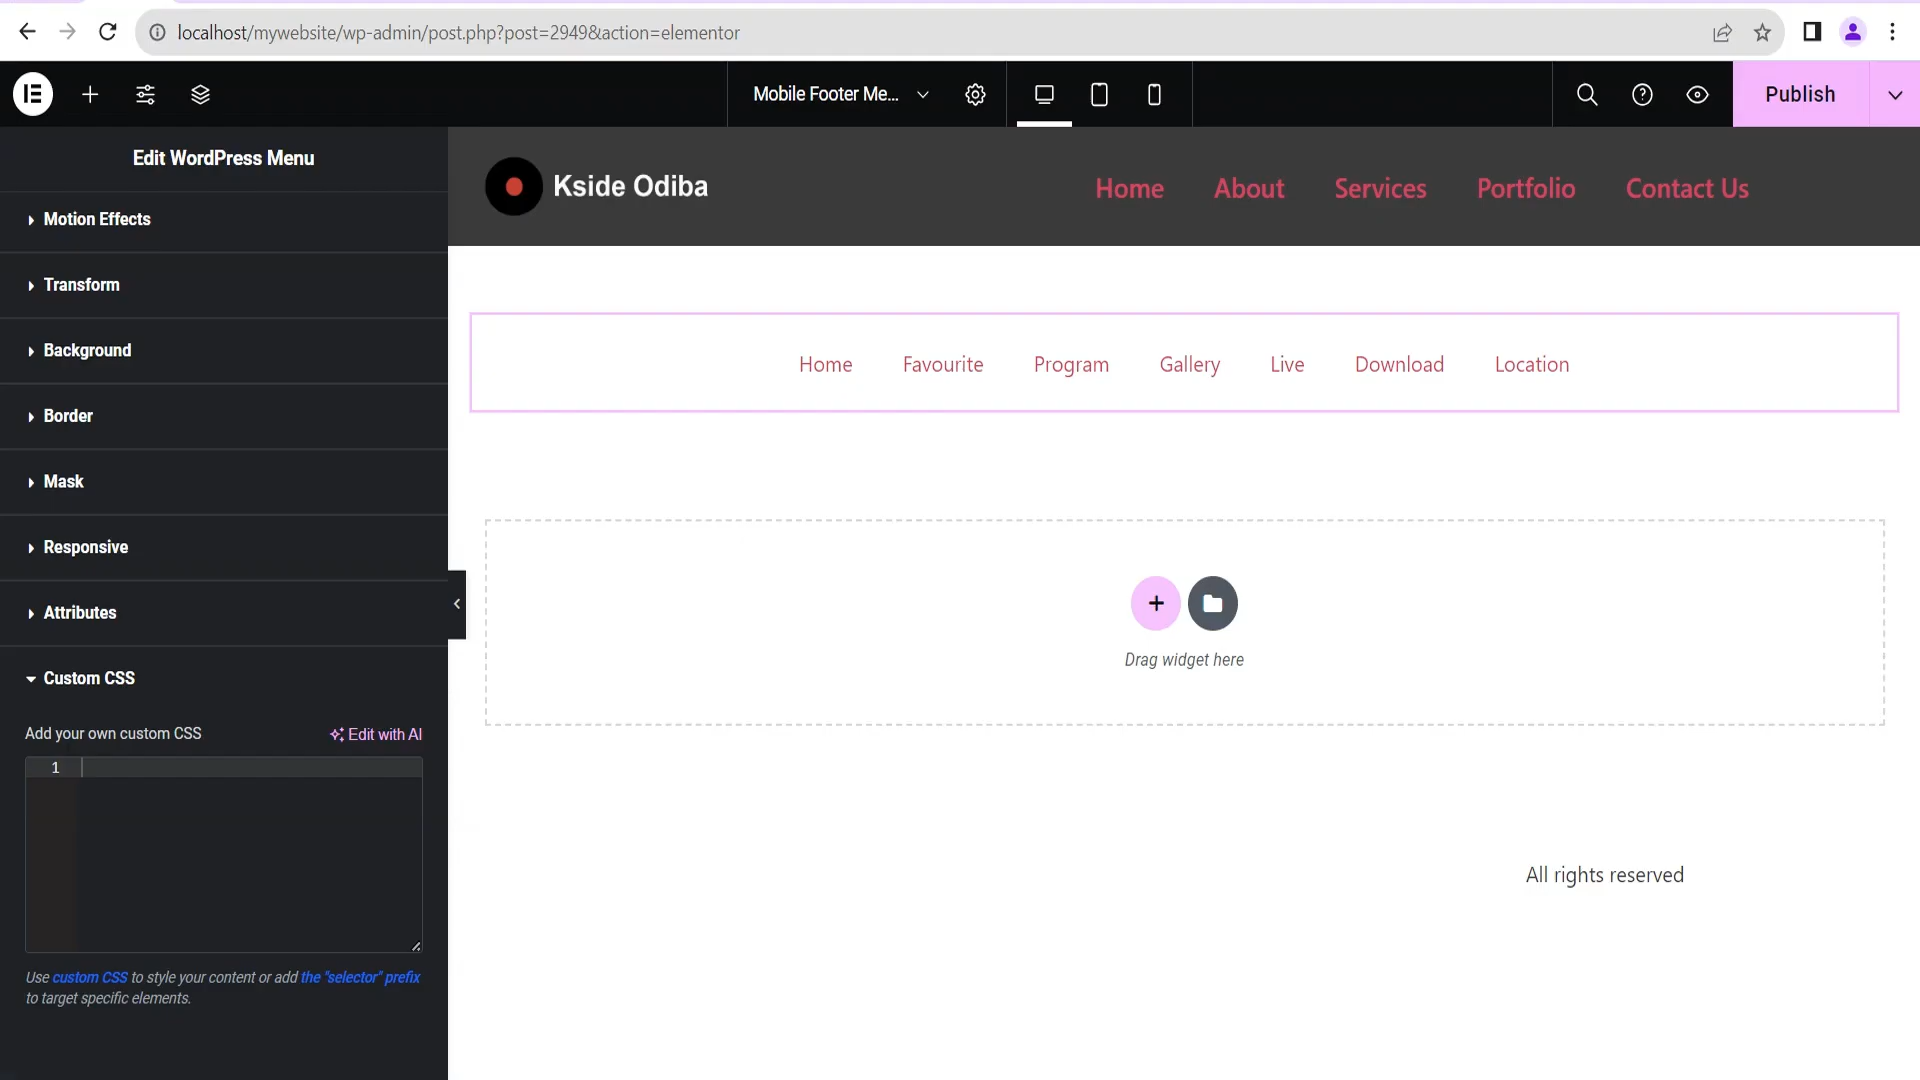 localhost/mywebsite/wp-admin/post.php?post=2949&action=elementor
Mobile Footer Me...
Publish
Edit WordPress Menu
Motion Effects
Transform
Background
Border
Mask
Responsive
Attributes
Custom CSS
Add your own custom CSS
Edit with AI
1
Use custom CSS to style your content or add the "selector" prefix
to target specific elements.
Kside Odiba
Home About Services Portfolio Contact Us
Home Favourite Program Gallery Live Download Location
Drag widget here
All rights reserved